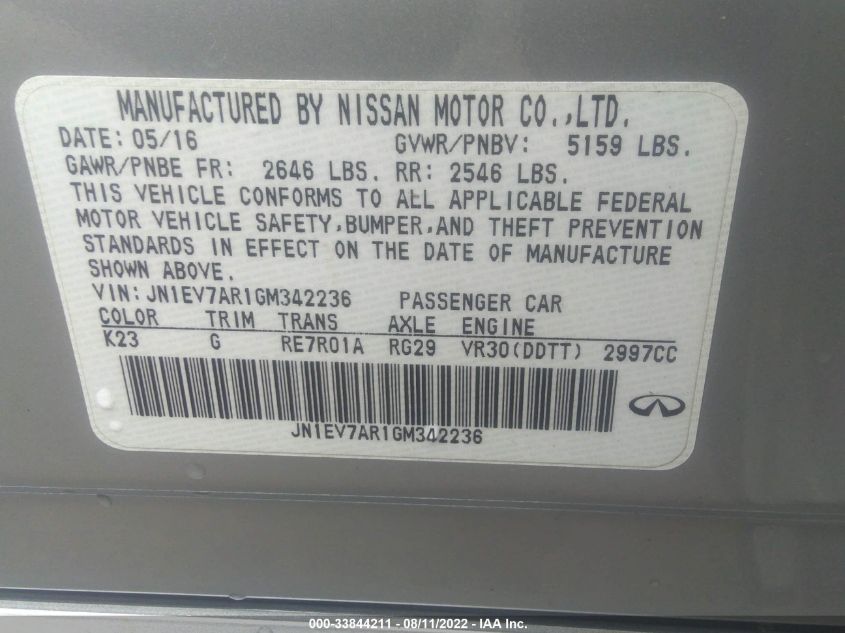 MANUFACTURED BY NISSAN MOTOR CO.,LTD.
DATE: 05/16 GVWR/PNBV: 5159 LBS.
GAWR/PNBE FR: 2646 LBS. RR: 2546 LBS.
THIS VEHICLE CONFORMS TO ALL APPLICABLE FEDERAL
MOTOR VEHICLE SAFETY,BUMPER,AND THEFT PREVENTION
STANDARDS IN EFFECT ON THE DATE OF MANUFACTURE
SHOWN ABOVE.
VIN:JN1EV7AR1GM342236 PASSENGER CAR
COLOR TRIM TRANS AXLE ENGINE
K23 G RE7R01A RG29 VR30(DDTT) 2997CC
JN1EV7AR1GM342236
000-33844211 - 08/11/2022 - IAA Inc.